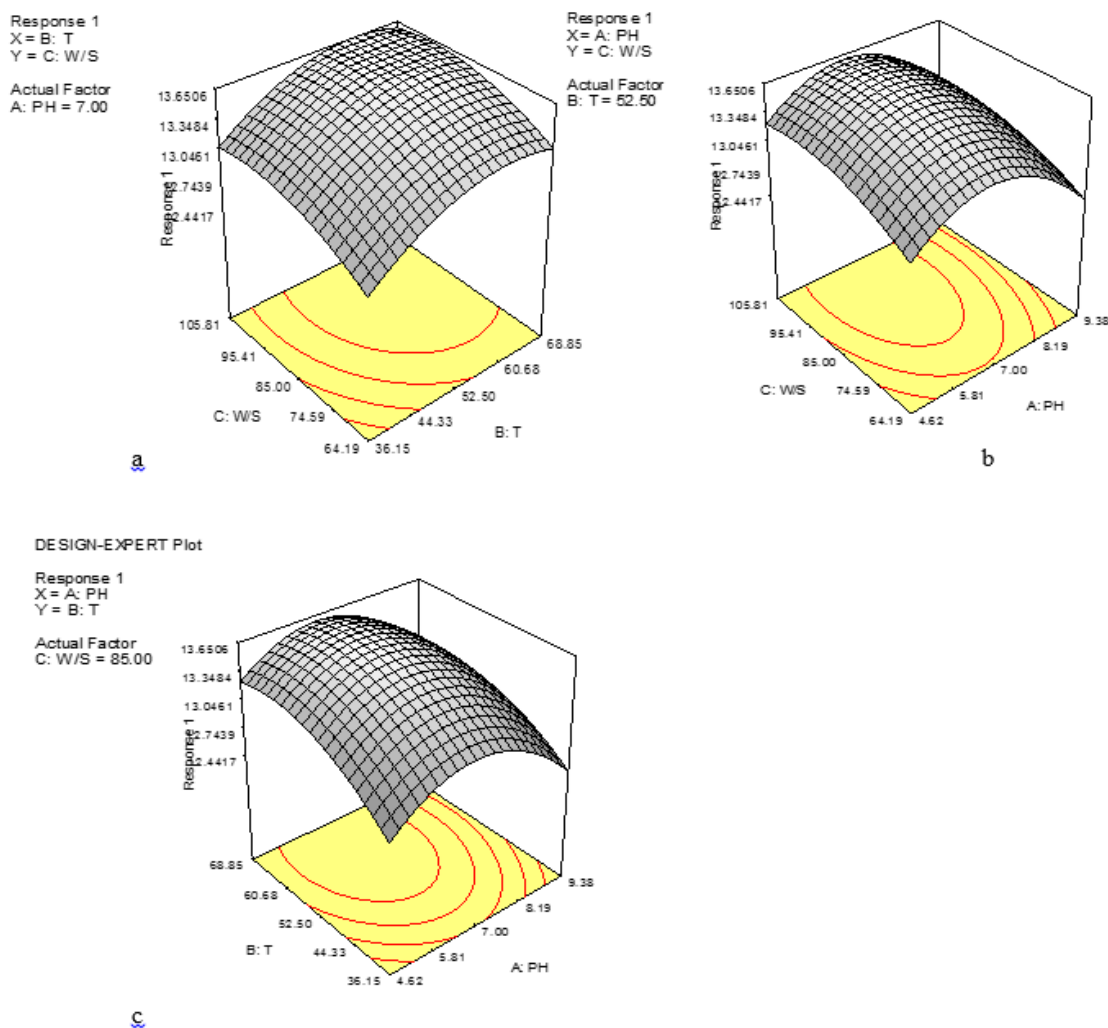 Response 1
X = B: T
Y = C: W/S
Actual Factor
A: PH = 7.00
13.6506
13.3484
13.0461
2.7439
2.4417
Response 1
105.81
95.41
85.00
74.59
64.19
C: W/S
36.15
44.33
52.50
60.68
68.85
B: T
a
Response 1
X = A: PH
Y = C: W/S
Actual Factor
B: T = 52.50
13.6506
13.3484
13.0461
12.7439
12.4417
Response 1
105.81
95.41
85.00
74.59
64.19
C: W/S
4.62
5.81
7.00
8.19
9.38
A: PH
b
DESIGN-EXPERT Plot
Response 1
X = A: PH
Y = B: T
Actual Factor
C: W/S = 85.00
13.6506
13.3484
13.0461
2.7439
2.4417
Response 1
68.85
60.68
52.50
44.33
36.15
B: T
4.62
5.81
7.00
8.19
9.38
A: PH
c